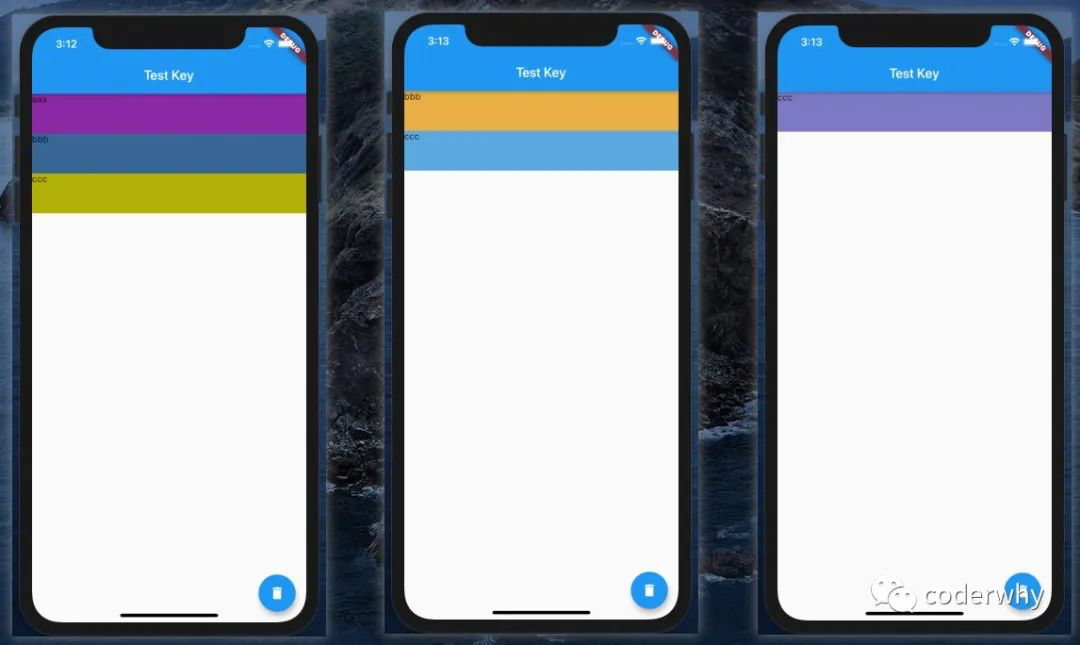 3:12
DEBUG
Test Key
aaa
bbb
ccc
3:13
DEBUG
Test Key
bbb
ccc
3:13
DEBUG
Test Key
ccc
coderwhy